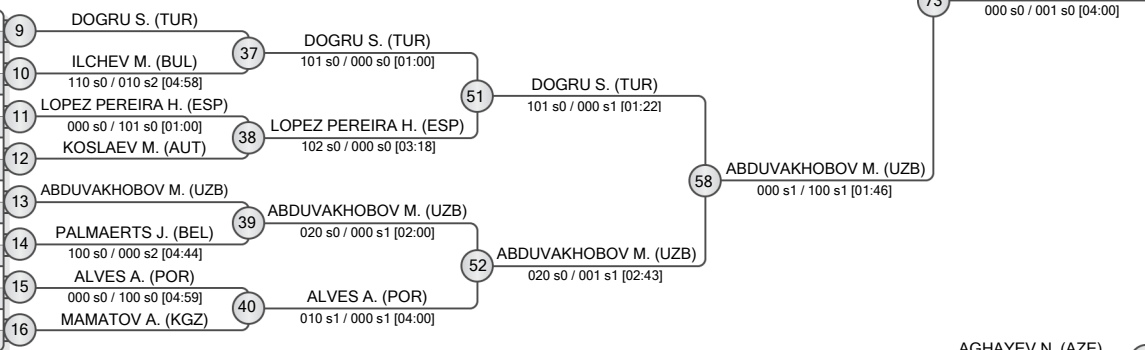 73
000 s0 / 001 s0 [04:00]
9
DOGRU S. (TUR)
37
DOGRU S. (TUR)
101 s0 / 000 s0 [01:00]
10
ILCHEV M. (BUL)
110 s0 / 010 s2 [04:58]
51
DOGRU S. (TUR)
101 s0 / 000 s1 [01:22]
11
LOPEZ PEREIRA H. (ESP)
000 s0 / 101 s0 [01:00]
38
LOPEZ PEREIRA H. (ESP)
102 s0 / 000 s0 [03:18]
12
KOSLAEV M. (AUT)
58
ABDUVAKHOBOV M. (UZB)
000 s1 / 100 s1 [01:46]
13
ABDUVAKHOBOV M. (UZB)
39
ABDUVAKHOBOV M. (UZB)
020 s0 / 000 s1 [02:00]
14
PALMAERTS J. (BEL)
100 s0 / 000 s2 [04:44]
52
ABDUVAKHOBOV M. (UZB)
020 s0 / 001 s1 [02:43]
15
ALVES A. (POR)
000 s0 / 100 s0 [04:59]
40
ALVES A. (POR)
010 s1 / 000 s1 [04:00]
16
MAMATOV A. (KGZ)
AGHAYEV N. (AZE)